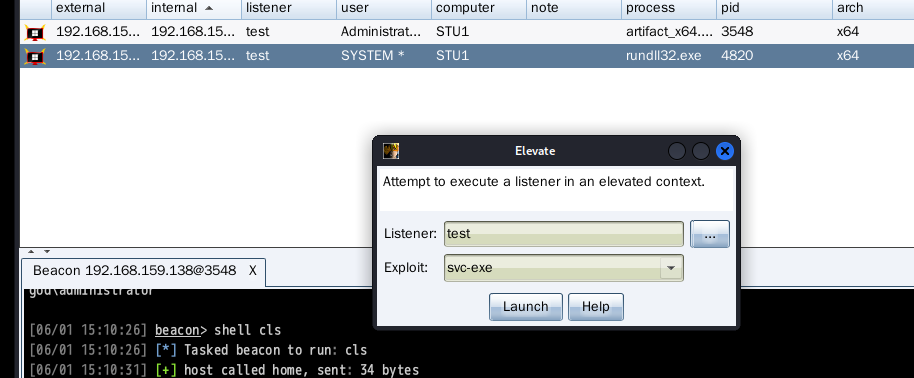 external internal listener user computer note process pid arch
192.168.15... 192.168.15... test Administrat... STU1 artifact_x64.... 3548 x64
192.168.15... 192.168.15... test SYSTEM * STU1 rundll32.exe 4820 x64
Elevate
Attempt to execute a listener in an elevated context.
Listener: test ...
Exploit: svc-exe
Launch Help
Beacon 192.168.159.138@3548 X
god\administrator
[06/01 15:10:26] beacon> shell cls
[06/01 15:10:26] [*] Tasked beacon to run: cls
[06/01 15:10:31] [+] host called home, sent: 34 bytes